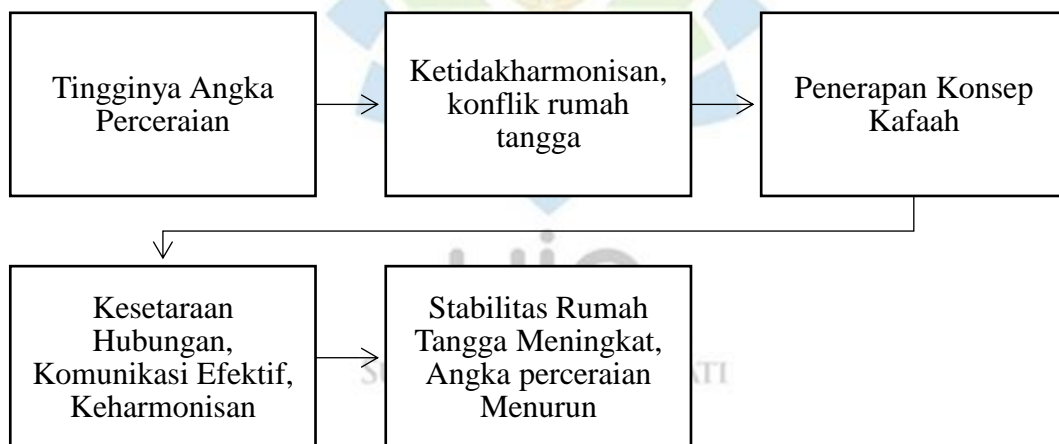 Tingginya Angka
Perceraian
Ketidakharmonisan,
konflik rumah
tangga
Penerapan Konsep
Kafaah
Kesetaraan
Hubungan,
Komunikasi Efektif,
Keharmonisan
Stabilitas Rumah
Tangga Meningkat,
Angka perceraian
Menurun